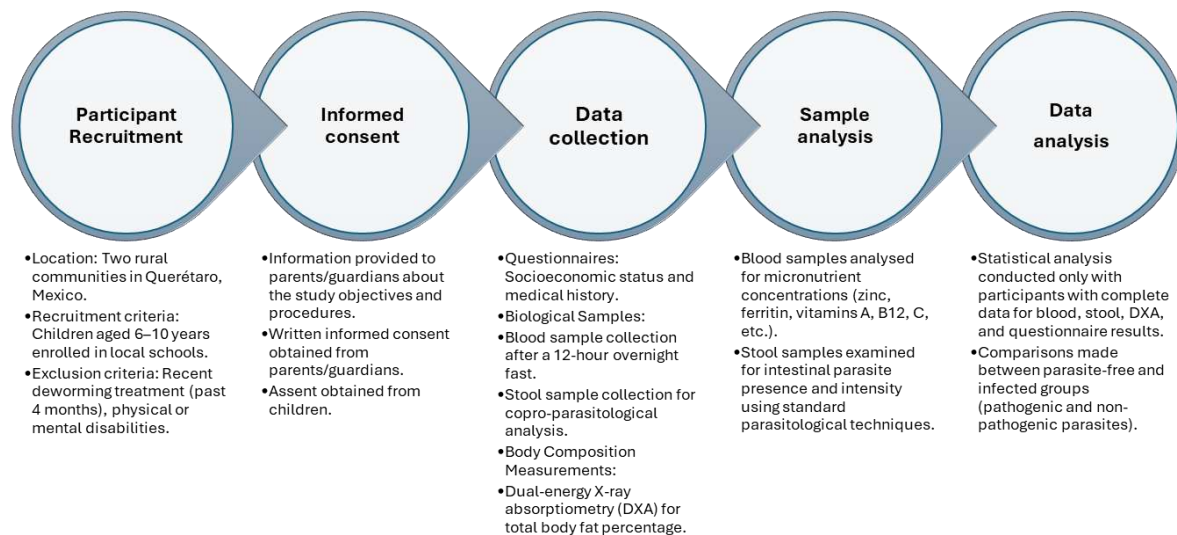 Participant
Recruitment
•Location: Two rural
communities in Querétaro,
Mexico.
•Recruitment criteria:
Children aged 6–10 years
enrolled in local schools.
•Exclusion criteria: Recent
deworming treatment (past
4 months), physical or
mental disabilities.
Informed
consent
•Information provided to
parents/guardians about
the study objectives and
procedures.
•Written informed consent
obtained from
parents/guardians.
•Assent obtained from
children.
Data
collection
•Questionnaires:
Socioeconomic status and
medical history.
•Biological Samples:
•Blood sample collection
after a 12-hour overnight
fast.
•Stool sample collection for
copro-parasitological
analysis.
•Body Composition
Measurements:
•Dual-energy X-ray
absorptiometry (DXA) for
total body fat percentage.
Sample
analysis
•Blood samples analysed
for micronutrient
concentrations (zinc,
ferritin, vitamins A, B12, C,
etc.).
•Stool samples examined
for intestinal parasite
presence and intensity
using standard
parasitological techniques.
Data
analysis
•Statistical analysis
conducted only with
participants with complete
data for blood, stool, DXA,
and questionnaire results.
•Comparisons made
between parasite-free and
infected groups
(pathogenic and non-
pathogenic parasites).